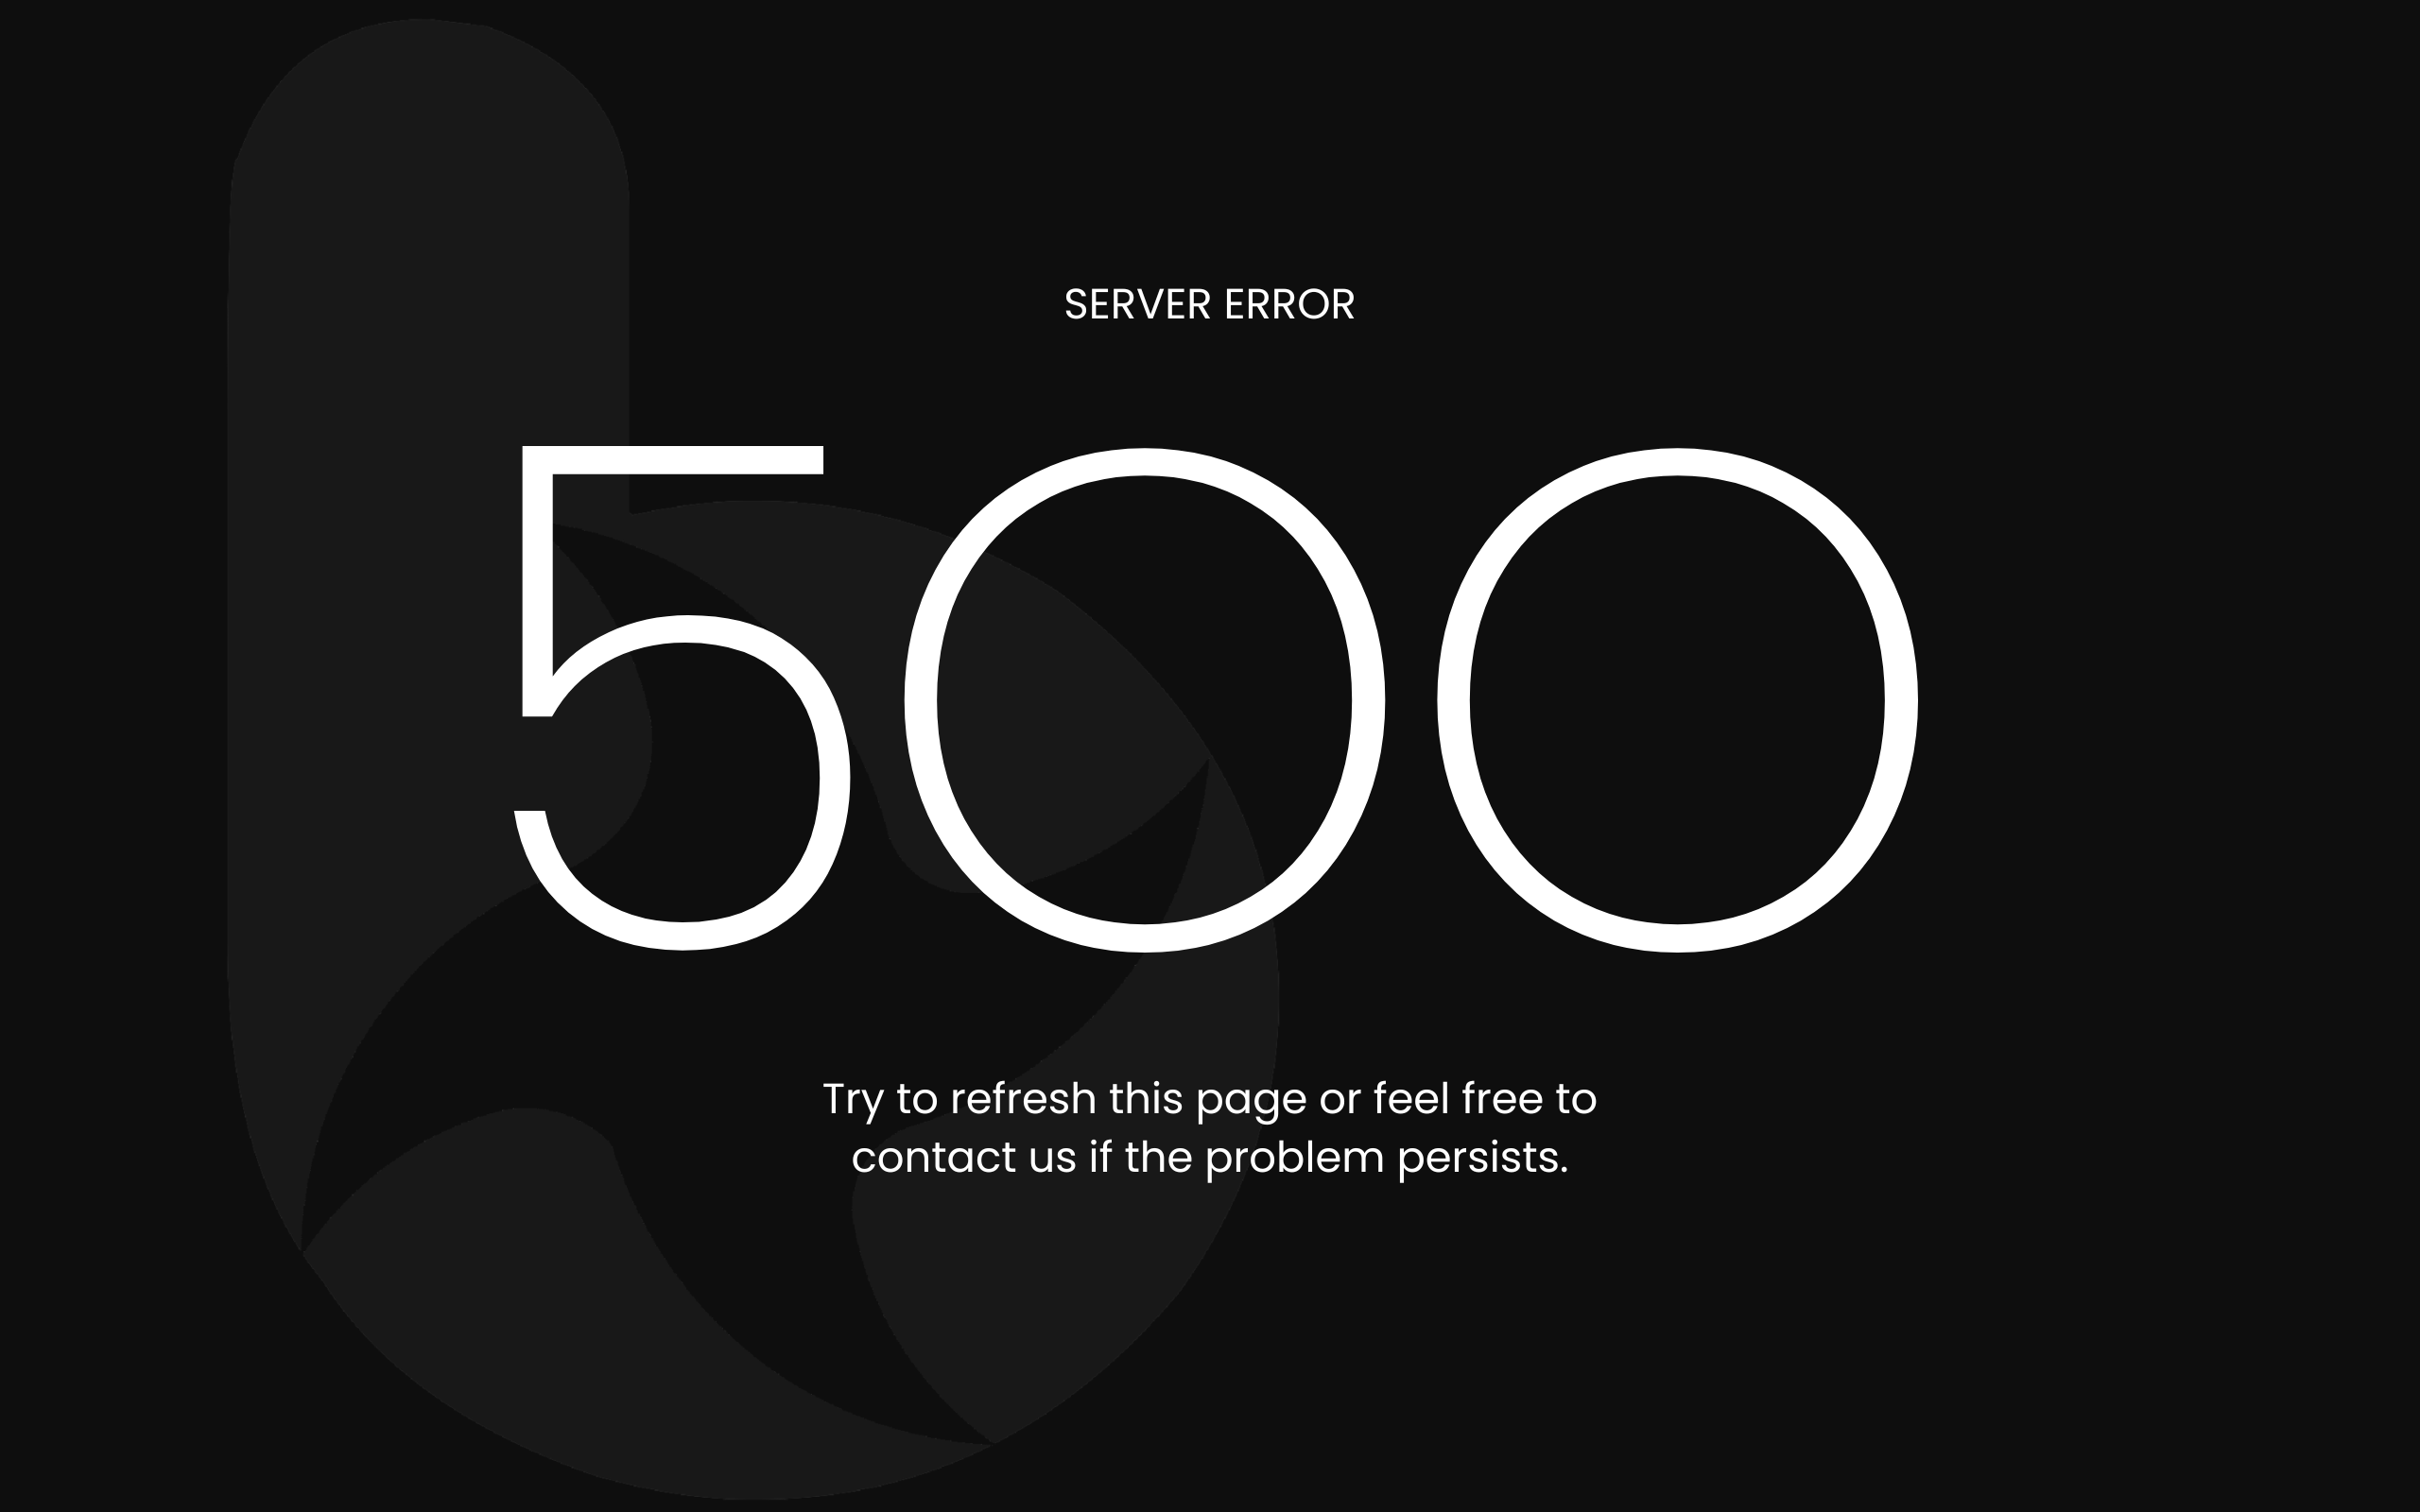 SERVER ERROR
500
Try to refresh this page or feel free to
contact us if the problem persists.